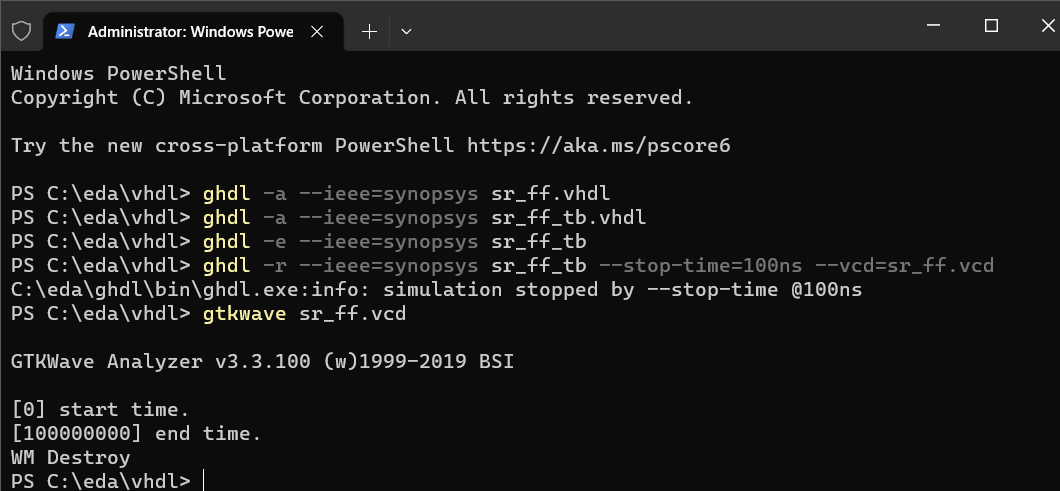 Administrator: Windows Powe
Windows PowerShell
Copyright (C) Microsoft Corporation. All rights reserved.
Try the new cross-platform PowerShell https://aka.ms/pscore6
PS C:\eda\vhdl> ghdl -a --ieee=synopsys sr_ff.vhdl
PS C:\eda\vhdl> ghdl -a --ieee=synopsys sr_ff_tb.vhdl
PS C:\eda\vhdl> ghdl -e --ieee=synopsys sr_ff_tb
PS C:\eda\vhdl> ghdl -r --ieee=synopsys sr_ff_tb --stop-time=100ns --vcd=sr_ff.vcd
C:\eda\ghdl\bin\ghdl.exe:info: simulation stopped by --stop-time @100ns
PS C:\eda\vhdl> gtkwave sr_ff.vcd
GTKWave Analyzer v3.3.100 (w)1999-2019 BSI
[0] start time.
[100000000] end time.
WM Destroy
PS C:\eda\vhdl>